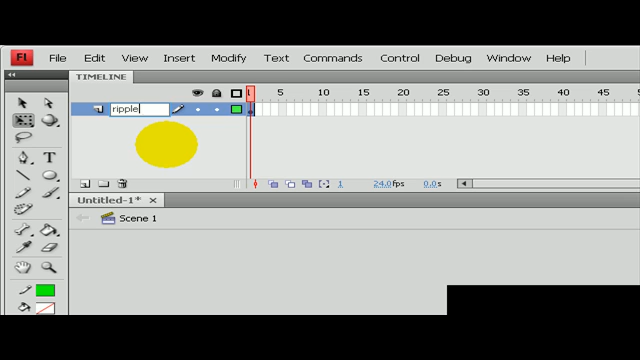 Fl File Edit View Insert Modify Text Commands Control Debug Window Help
TIMELINE
1 5 10 15 20 25 30 35 40 45 50
ripple
1 24.0fps 0.0s
Untitled-1*
Scene 1
T